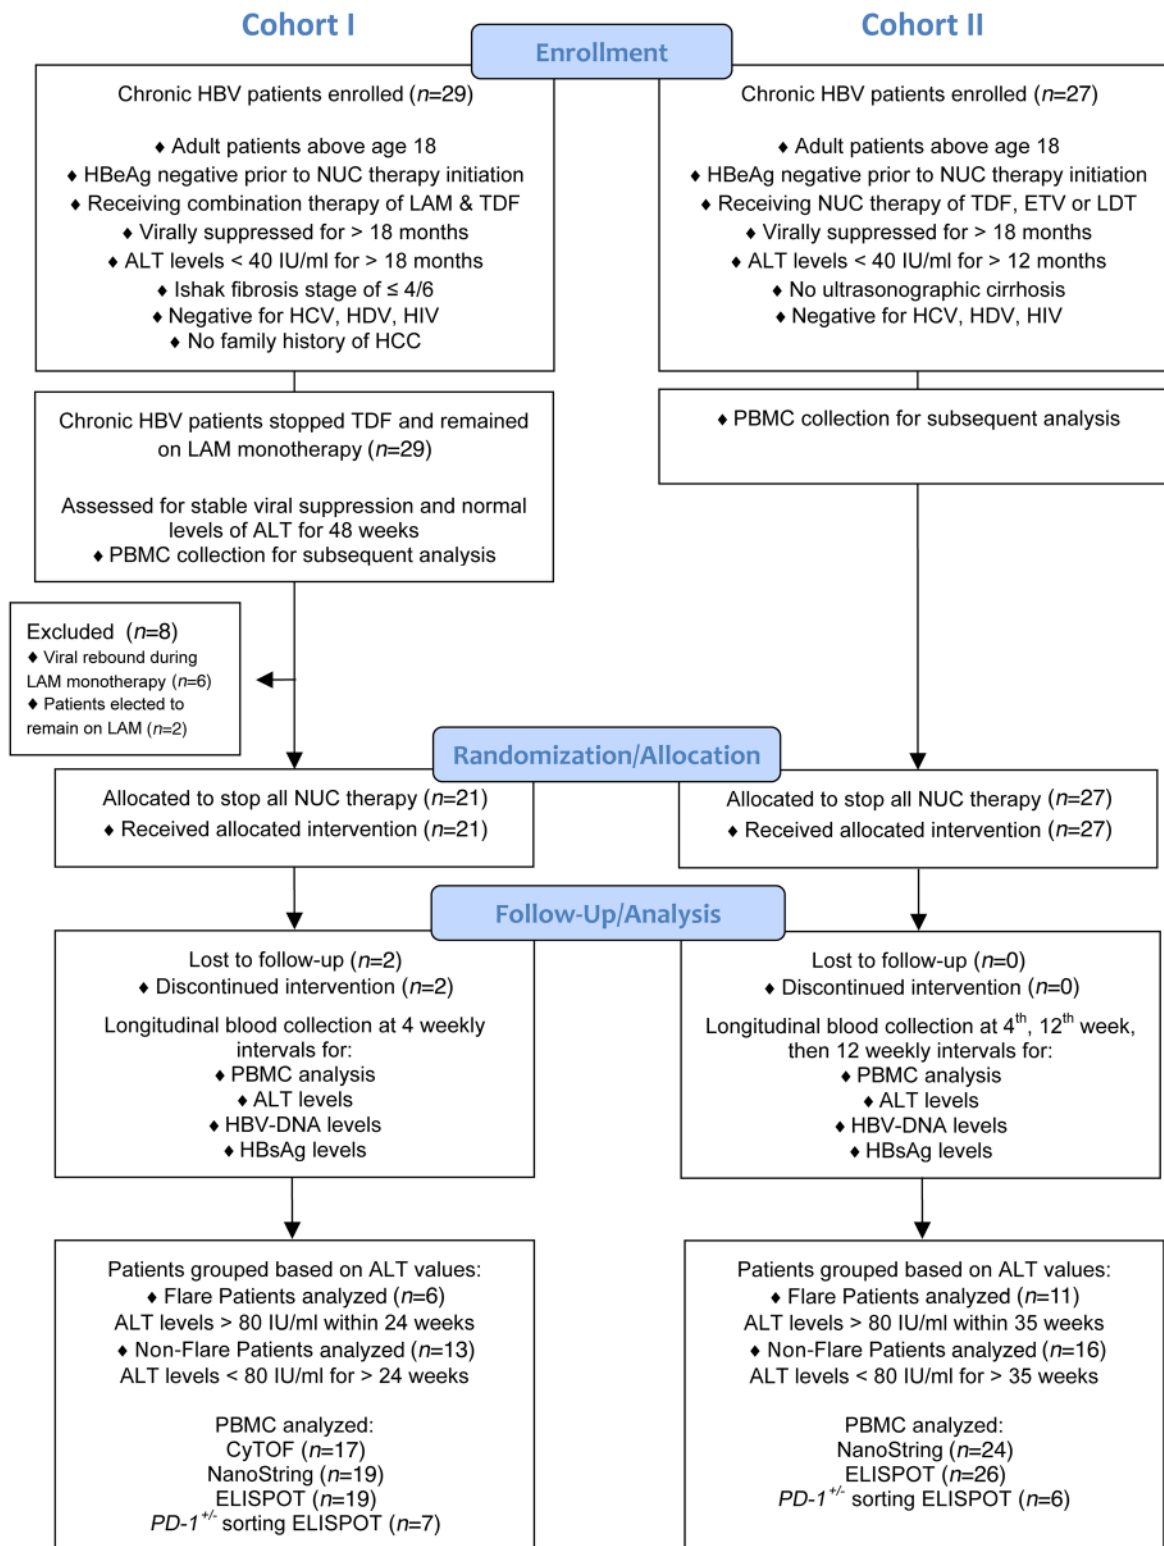 Cohort I
Cohort II
Enrollment
Chronic HBV patients enrolled (n=29)
♦ Adult patients above age 18
♦ HBeAg negative prior to NUC therapy initiation
♦ Receiving combination therapy of LAM & TDF
♦ Virally suppressed for > 18 months
♦ ALT levels < 40 IU/ml for > 18 months
♦ Ishak fibrosis stage of ≤ 4/6
♦ Negative for HCV, HDV, HIV
♦ No family history of HCC
Chronic HBV patients enrolled (n=27)
♦ Adult patients above age 18
♦ HBeAg negative prior to NUC therapy initiation
♦ Receiving NUC therapy of TDF, ETV or LDT
♦ Virally suppressed for > 18 months
♦ ALT levels < 40 IU/ml for > 12 months
♦ No ultrasonographic cirrhosis
♦ Negative for HCV, HDV, HIV
Chronic HBV patients stopped TDF and remained
on LAM monotherapy (n=29)
Assessed for stable viral suppression and normal
levels of ALT for 48 weeks
♦ PBMC collection for subsequent analysis
♦ PBMC collection for subsequent analysis
Excluded (n=8)
♦ Viral rebound during
LAM monotherapy (n=6)
♦ Patients elected to
remain on LAM (n=2)
Randomization/Allocation
Allocated to stop all NUC therapy (n=21)
♦ Received allocated intervention (n=21)
Allocated to stop all NUC therapy (n=27)
♦ Received allocated intervention (n=27)
Follow-Up/Analysis
Lost to follow-up (n=2)
♦ Discontinued intervention (n=2)
Longitudinal blood collection at 4 weekly
intervals for:
♦ PBMC analysis
♦ ALT levels
♦ HBV-DNA levels
♦ HBsAg levels
Lost to follow-up (n=0)
♦ Discontinued intervention (n=0)
Longitudinal blood collection at 4th, 12th week,
then 12 weekly intervals for:
♦ PBMC analysis
♦ ALT levels
♦ HBV-DNA levels
♦ HBsAg levels
Patients grouped based on ALT values:
♦ Flare Patients analyzed (n=6)
ALT levels > 80 IU/ml within 24 weeks
♦ Non-Flare Patients analyzed (n=13)
ALT levels < 80 IU/ml for > 24 weeks
PBMC analyzed:
CyTOF (n=17)
NanoString (n=19)
ELISPOT (n=19)
PD-1+/- sorting ELISPOT (n=7)
Patients grouped based on ALT values:
♦ Flare Patients analyzed (n=11)
ALT levels > 80 IU/ml within 35 weeks
♦ Non-Flare Patients analyzed (n=16)
ALT levels < 80 IU/ml for > 35 weeks
PBMC analyzed:
NanoString (n=24)
ELISPOT (n=26)
PD-1+/- sorting ELISPOT (n=6)